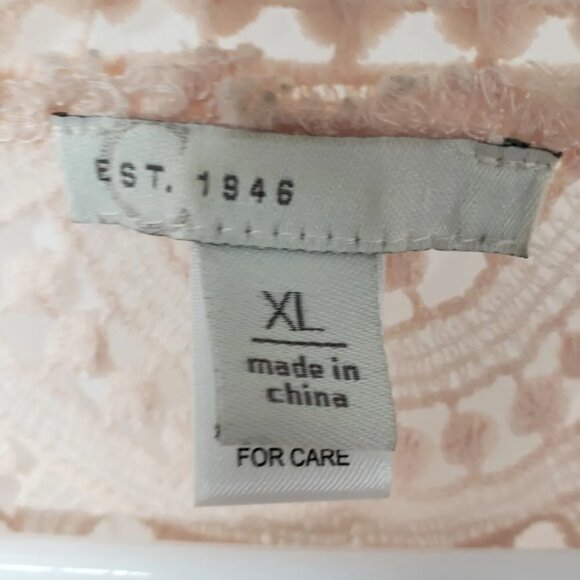 EST. 1946
XL
made in
china
FOR CARE